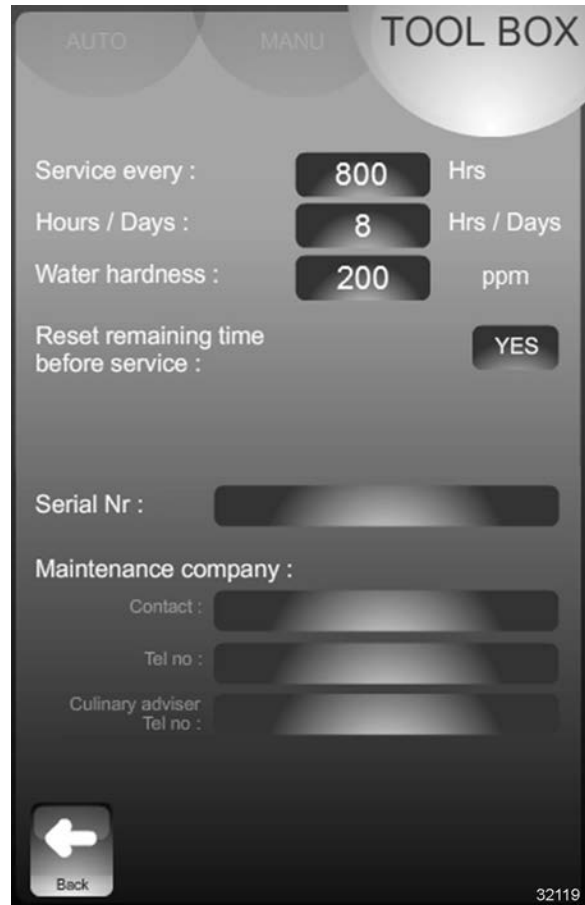 AUTO MANU TOOL BOX
Service every : 800 Hrs
Hours / Days : 8 Hrs / Days
Water hardness : 200 ppm
Reset remaining time
before service : YES
Serial Nr :
Maintenance company :
Contact :
Tel no :
Culinary adviser
Tel no :
Back
32119